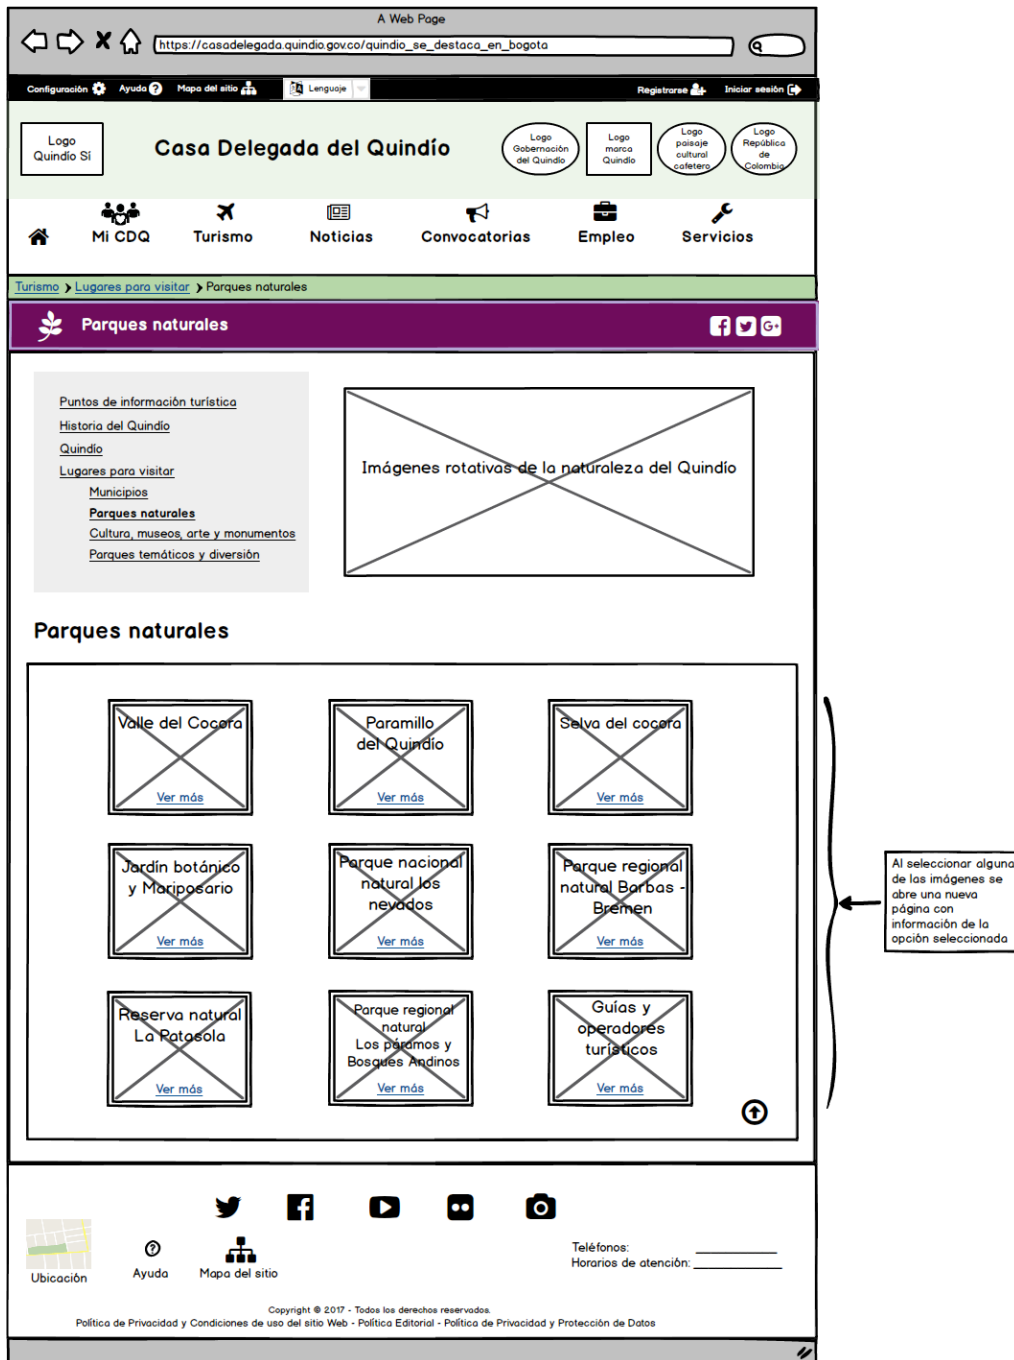 A Web Page
https://casadelegada.quindio.gov.co/quindio_se_destaca_en_bogota
Configuración Ayuda Mapa del sitio Lenguaje Registrarse Iniciar sesión
Logo
Quindío Sí
Casa Delegada del Quindío
Logo
Gobernación
del Quindío
Logo
marca
Quindío
Logo
paisaje
cultural
cafetero
Logo
República
de
Colombia
Mi CDQ Turismo Noticias Convocatorias Empleo Servicios
Turismo Lugares para visitar Parques naturales
Parques naturales
Puntos de información turística
Historia del Quindío
Quindío
Lugares para visitar
Municipios
Parques naturales
Cultura, museos, arte y monumentos
Parques temáticos y diversión
Imágenes rotativas de la naturaleza del Quindío
Parques naturales
Valle del Cocora
Ver más
Paramillo
del Quindío
Ver más
Selva del cocora
Ver más
Jardín botánico
y Mariposario
Ver más
Parque nacional
natural los
nevados
Ver más
Parque regional
natural Barbas -
Bremen
Ver más
Reserva natural
La Patasola
Ver más
Parque regional
natural
Los páramos y
Bosques Andinos
Ver más
Guías y
operadores
turísticos
Ver más
Al seleccionar alguna
de las imágenes se
abre una nueva
página con
información de la
opción seleccionada
Ubicación
Ayuda
Mapa del sitio
Teléfonos:
Horarios de atención:
Copyright © 2017 - Todos los derechos reservados.
Política de Privacidad y Condiciones de uso del sitio Web - Política Editorial - Política de Privacidad y Protección de Datos